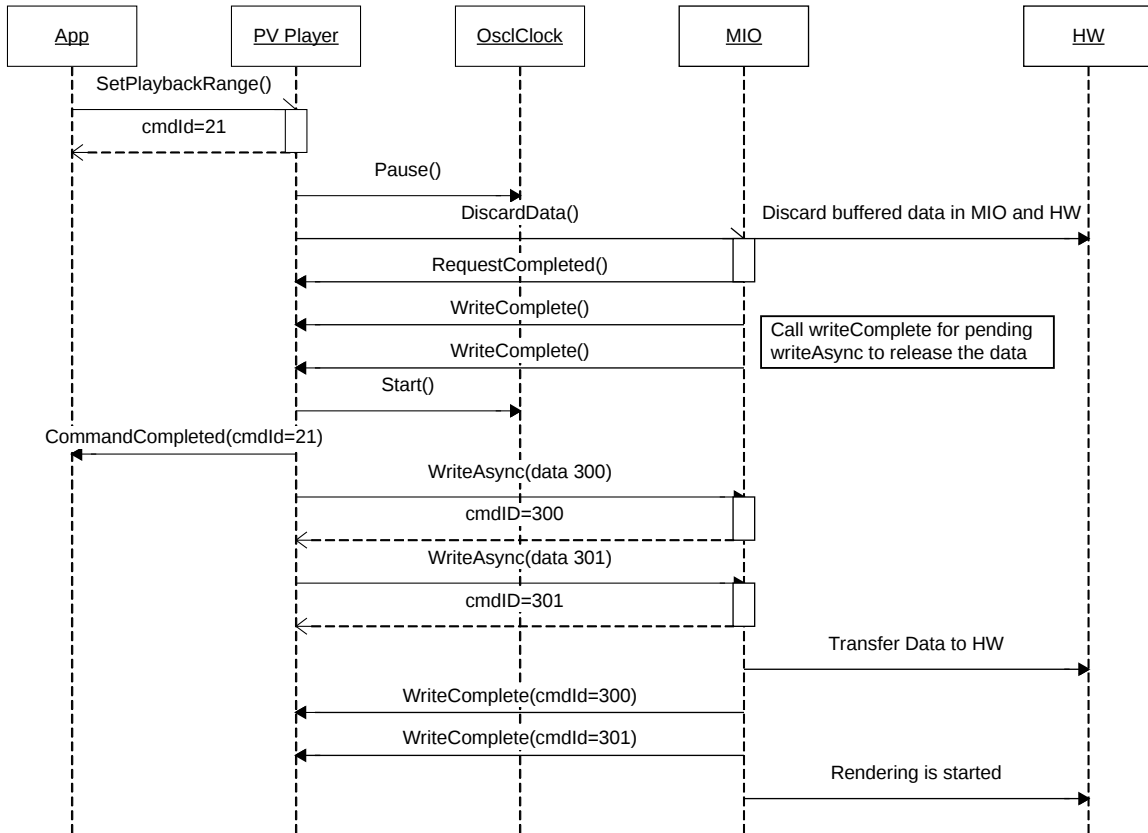 App
PV Player
OsclClock
MIO
HW
SetPlaybackRange()
cmdId=21
Pause()
DiscardData()
Discard buffered data in MIO and HW
RequestCompleted()
WriteComplete()
Call writeComplete for pending
writeAsync to release the data
WriteComplete()
Start()
CommandCompleted(cmdId=21)
WriteAsync(data 300)
cmdID=300
WriteAsync(data 301)
cmdID=301
Transfer Data to HW
WriteComplete(cmdId=300)
WriteComplete(cmdId=301)
Rendering is started